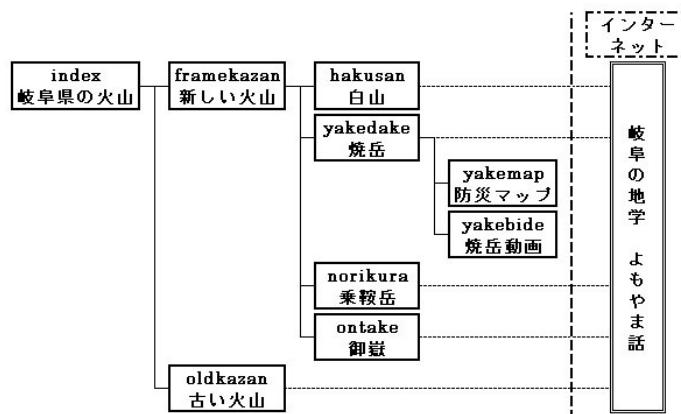 インター
ネット
index
岐阜県の火山
framekazan
新しい火山
hakusan
白山
yakedake
焼岳
yakemap
防災マップ
yakebide
焼岳動画
norikura
乗鞍岳
ontake
御嶽
oldkazan
古い火山
岐阜の地学 よもやま話